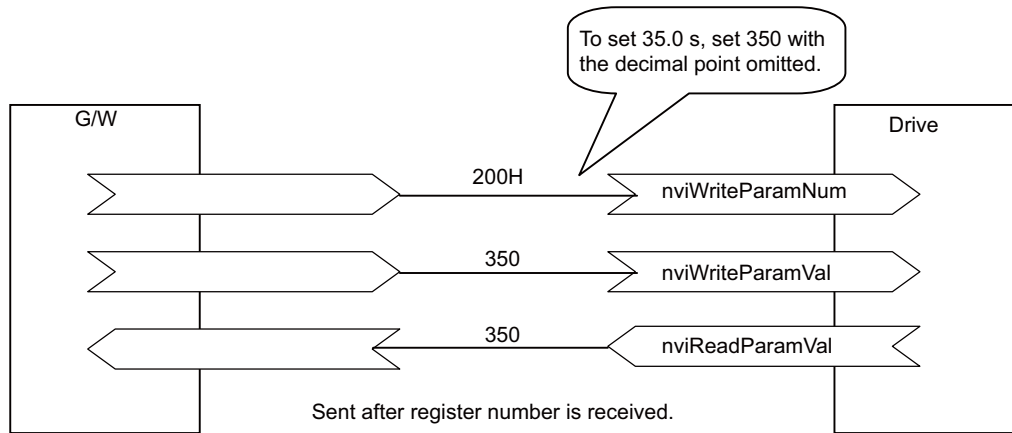 To set 35.0 s, set 350 with
the decimal point omitted.
G/W
Drive
200H
nviWriteParamNum
350
nviWriteParamVal
350
nviReadParamVal
Sent after register number is received.